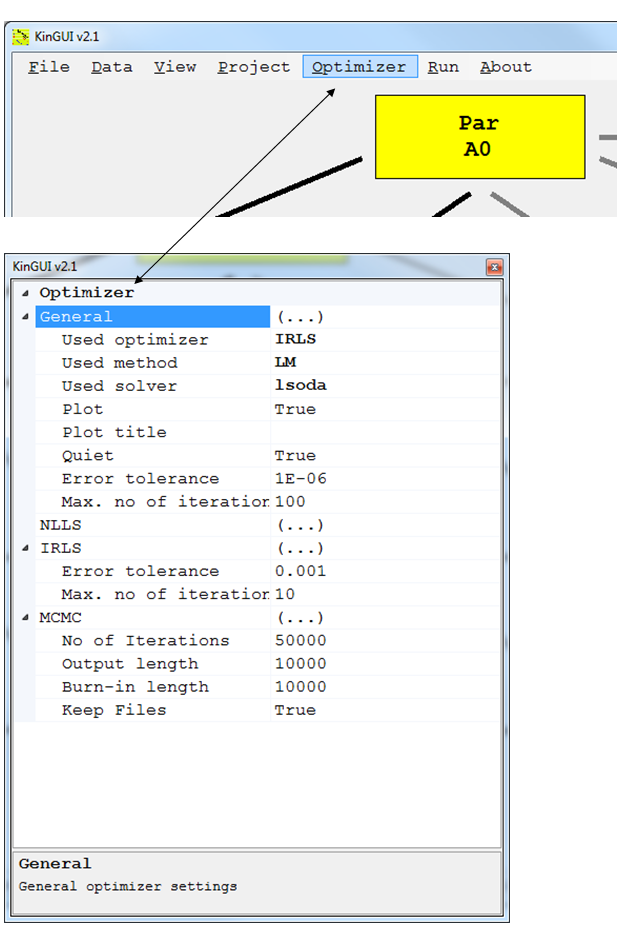 KinGUI v2.1
File Data View Project Optimizer Run About
Par
A0
KinGUI v2.1
Optimizer
General (...)
Used optimizer IRLS
Used method LM
Used solver lsoda
Plot True
Plot title
Quiet True
Error tolerance 1E-06
Max. no of iteration 100
NLLS (...)
IRLS (...)
Error tolerance 0.001
Max. no of iteration 10
MCMC (...)
No of Iterations 50000
Output length 10000
Burn-in length 10000
Keep Files True
General
General optimizer settings